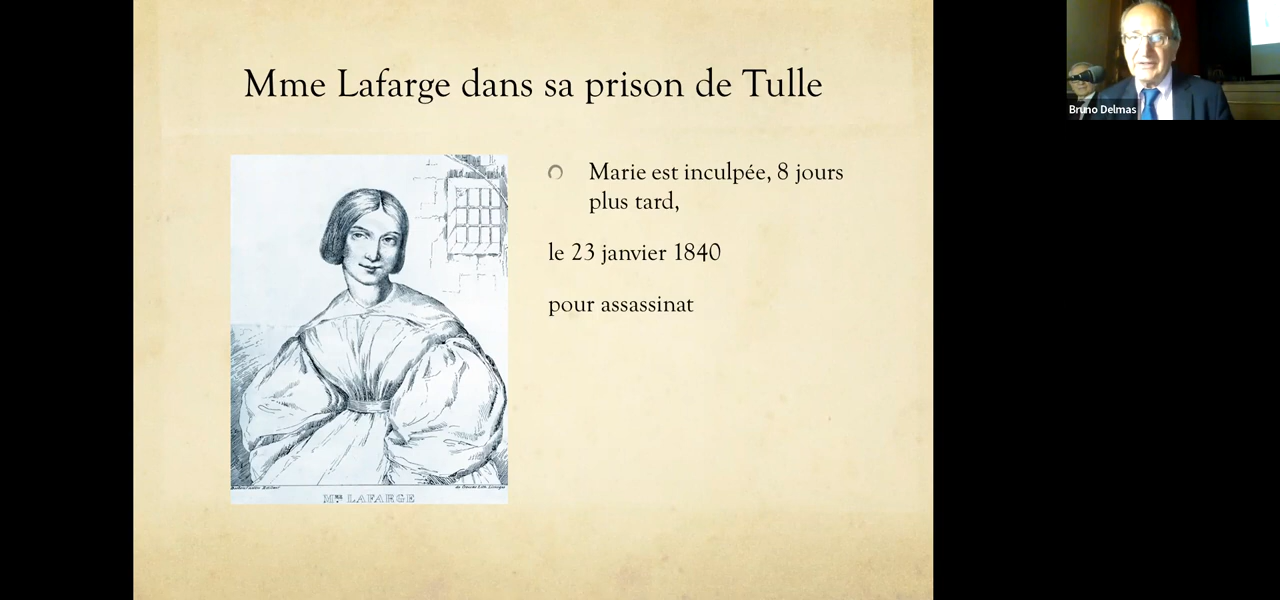 Mme Lafarge dans sa prison de Tulle
Marie est inculpée, 8 jours
plus tard,
le 23 janvier 1840
pour assassinat
Mme LAFARGE
Bruno Delmas